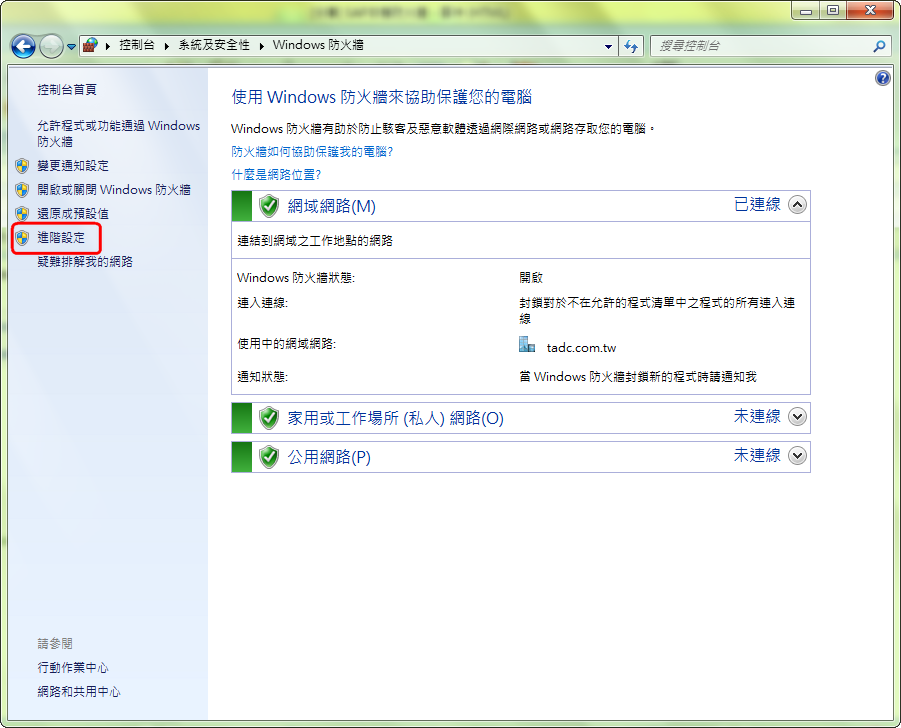 控制台 ▸ 系統及安全性 ▸ Windows 防火牆
搜尋控制台
控制台首頁
允許程式或功能通過 Windows
防火牆
變更通知設定
開啟或關閉 Windows 防火牆
還原成預設值
進階設定
疑難排解我的網路
請參閱
行動作業中心
網路和共用中心
使用 Windows 防火牆來協助保護您的電腦
Windows 防火牆有助於防止駭客及惡意軟體透過網際網路或網路存取您的電腦。
防火牆如何協助保護我的電腦?
什麼是網路位置?
網域網路(M) 已連線
連結到網域之工作地點的網路
Windows 防火牆狀態: 開啟
連入連線: 封鎖對於不在允許的程式清單中之程式的所有連入連
線
使用中的網域網路: tadc.com.tw
通知狀態: 當 Windows 防火牆封鎖新的程式時請通知我
家用或工作場所 (私人) 網路(O) 未連線
公用網路(P) 未連線